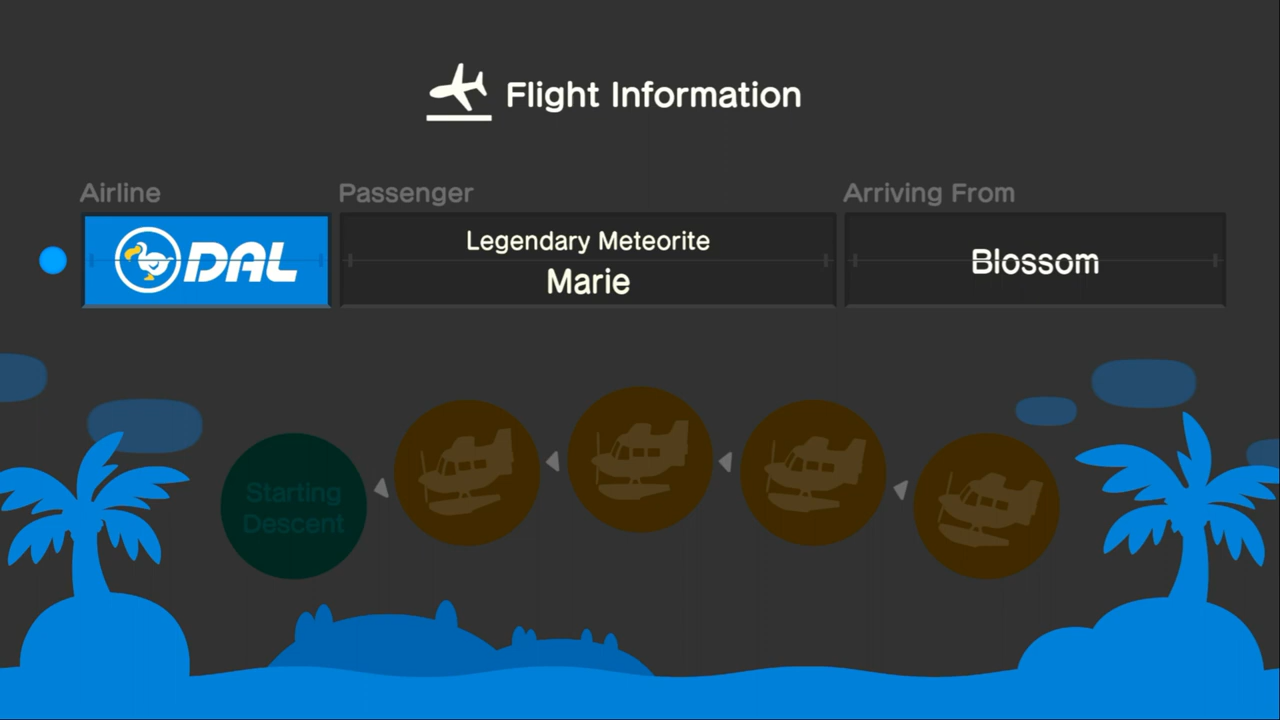 Flight Information
Airline
Passenger
Arriving From
DAL
Legendary Meteorite
Marie
Blossom
Starting
Descent